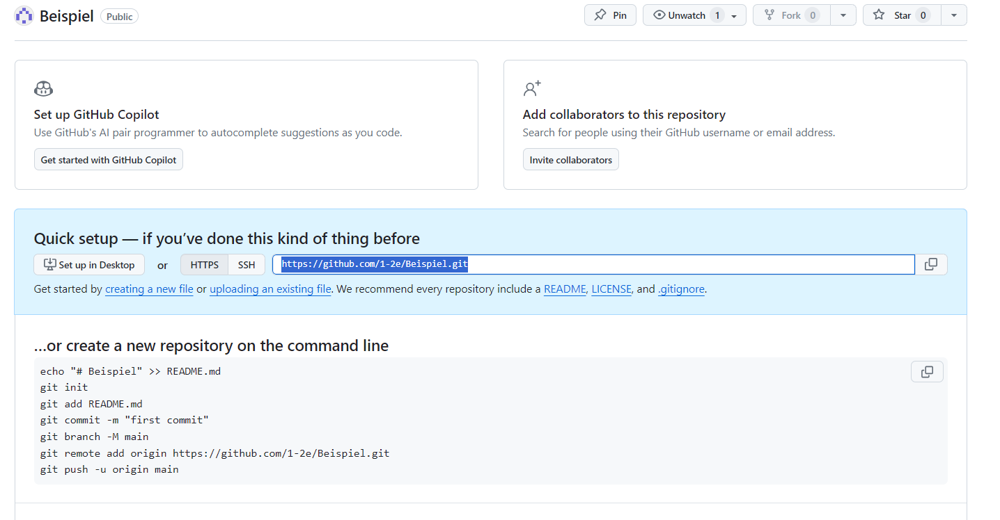 Beispiel Public Pin Unwatch 1 Fork 0 Star 0
Set up GitHub Copilot
Use GitHub's AI pair programmer to autocomplete suggestions as you code.
Get started with GitHub Copilot
Add collaborators to this repository
Search for people using their GitHub username or email address.
Invite collaborators
Quick setup — if you’ve done this kind of thing before
Set up in Desktop or HTTPS SSH https://github.com/1-2e/Beispiel.git
Get started by creating a new file or uploading an existing file. We recommend every repository include a README, LICENSE, and .gitignore.
…or create a new repository on the command line
echo "# Beispiel" >> README.md
git init
git add README.md
git commit -m "first commit"
git branch -M main
git remote add origin https://github.com/1-2e/Beispiel.git
git push -u origin main